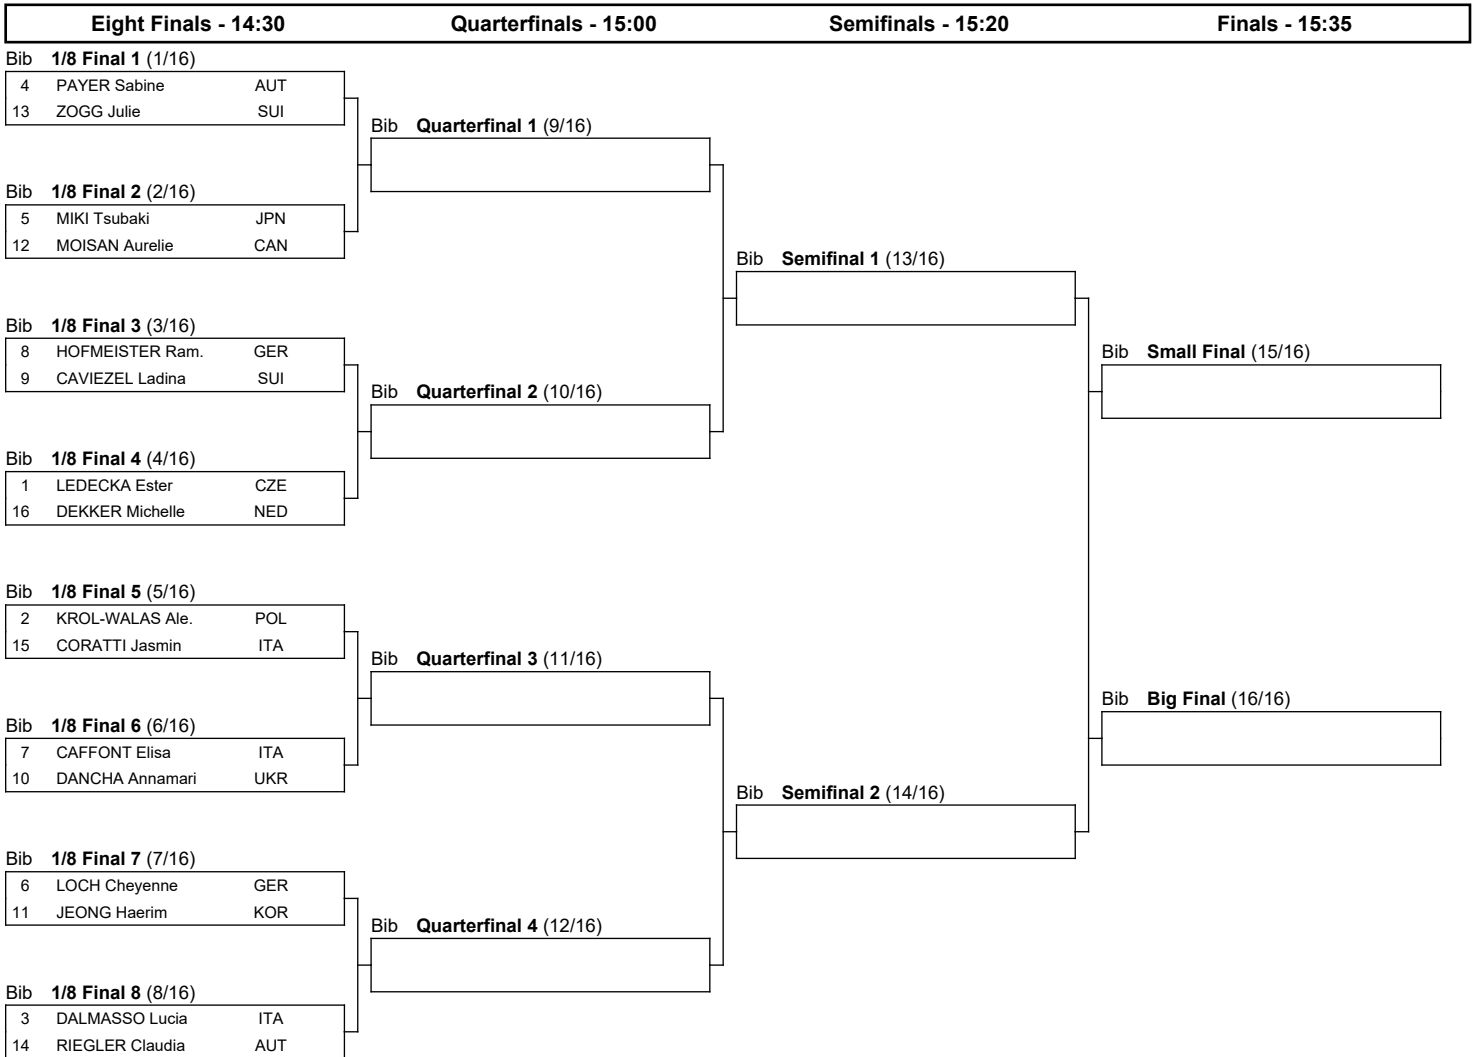 Eight Finals - 14:30 Quarterfinals - 15:00 Semifinals - 15:20 Finals - 15:35
Bib 1/8 Final 1 (1/16)
4 PAYER Sabine AUT
13 ZOGG Julie SUI
Bib Quarterfinal 1 (9/16)
Bib 1/8 Final 2 (2/16)
5 MIKI Tsubaki JPN
12 MOISAN Aurelie CAN
Bib Semifinal 1 (13/16)
Bib 1/8 Final 3 (3/16)
8 HOFMEISTER Ram. GER
Bib Small Final (15/16)
9 CAVIEZEL Ladina SUI
Bib Quarterfinal 2 (10/16)
Bib 1/8 Final 4 (4/16)
1 LEDECKA Ester CZE
16 DEKKER Michelle NED
Bib 1/8 Final 5 (5/16)
2 KROL-WALAS Ale. POL
15 CORATTI Jasmin ITA
Bib Quarterfinal 3 (11/16)
Bib Big Final (16/16)
Bib 1/8 Final 6 (6/16)
7 CAFFONT Elisa ITA
10 DANCHA Annamari UKR
Bib Semifinal 2 (14/16)
Bib 1/8 Final 7 (7/16)
6 LOCH Cheyenne GER
11 JEONG Haerim KOR
Bib Quarterfinal 4 (12/16)
Bib 1/8 Final 8 (8/16)
3 DALMASSO Lucia ITA
14 RIEGLER Claudia AUT